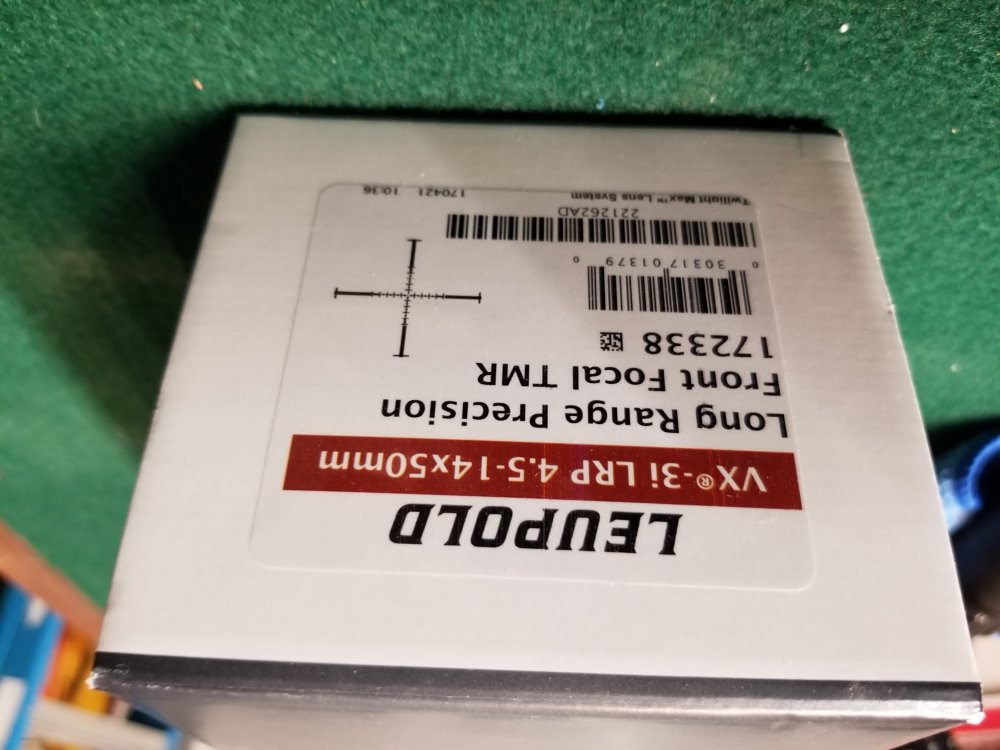 LEUPOLD
VX®-3i LRP 4.5-14x50mm
Long Range Precision
Front Focal TMR
172338
0 30317 01379 0
221262AD
Twilight Max™ Lens System 170421 10:36